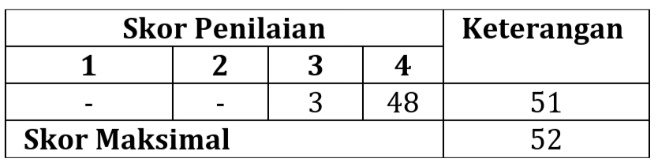 Skor Penilaian Keterangan
1 2 3 4
- - 3 48 51
Skor Maksimal 52